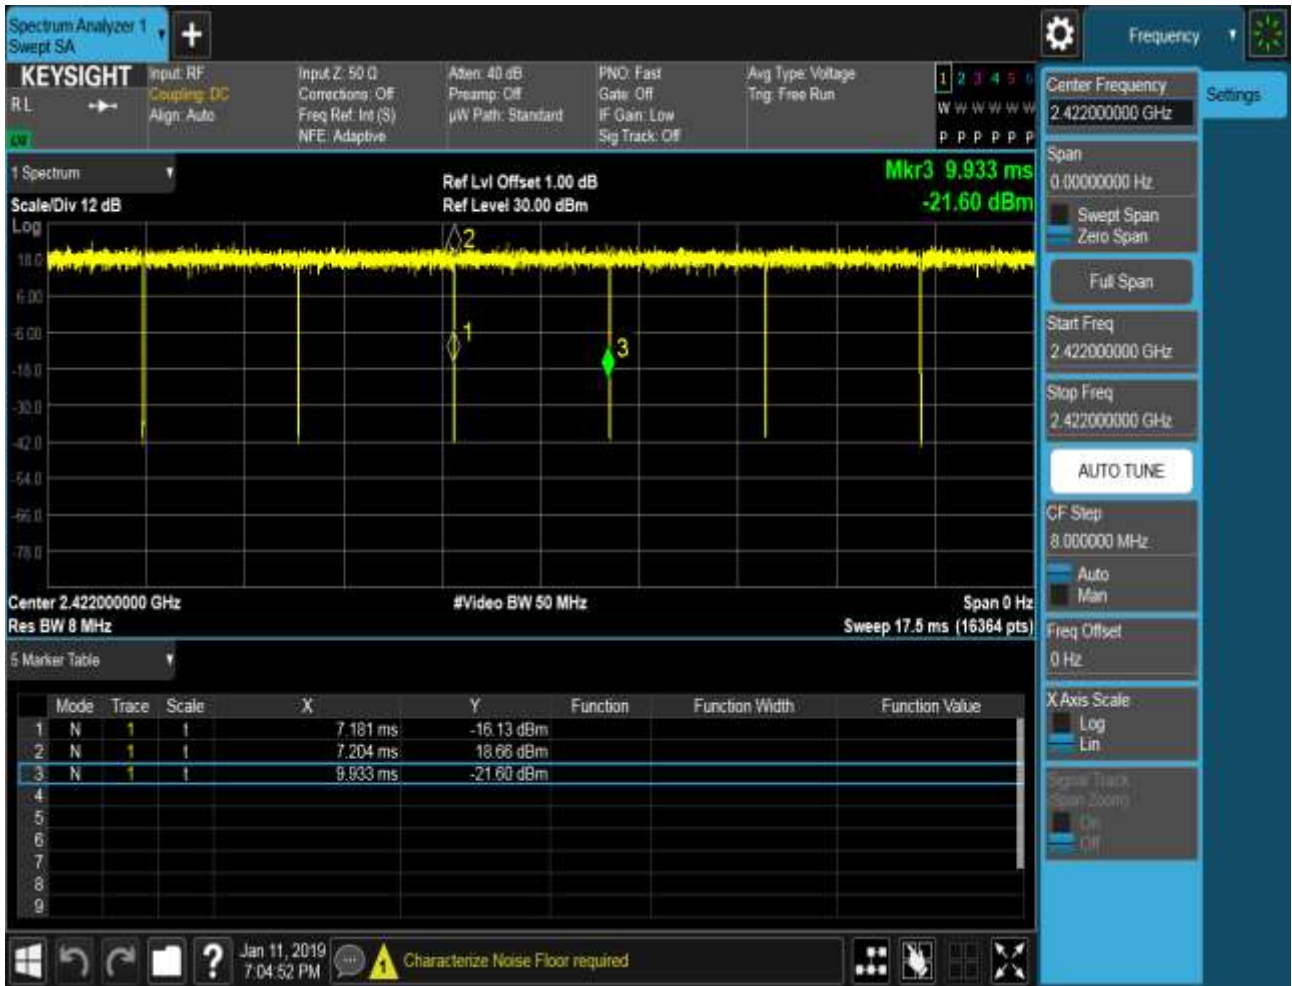 Spectrum Analyzer 1
Swept SA
+
Frequency
KEYSIGHT
RL
Input: RF
Coupling: DC
Align: Auto
Input Z: 50 Ω
Corrections: Off
Freq Ref: Int (S)
NFE: Adaptive
Atten: 40 dB
Preamp: Off
µW Path: Standard
PNO: Fast
Gate: Off
IF Gain: Low
Sig Track: Off
Avg Type: Voltage
Trig: Free Run
1 2 3 4 5 6
W W W W W W
P P P P P P
Center Frequency
2.422000000 GHz
Settings
1 Spectrum
Scale/Div 12 dB
Ref Lvl Offset 1.00 dB
Ref Level 30.00 dBm
Mkr3 9.933 ms
-21.60 dBm
Log
18.0
6.00
-6.00
-18.0
-30.0
-42.0
-54.0
-66.0
-78.0
2
1
3
Center 2.422000000 GHz
Res BW 8 MHz
#Video BW 50 MHz
Span 0 Hz
Sweep 17.5 ms (16364 pts)
Span
0.00000000 Hz
Swept Span
Zero Span
Full Span
Start Freq
2.422000000 GHz
Stop Freq
2.422000000 GHz
AUTO TUNE
CF Step
8.000000 MHz
Auto
Man
Freq Offset
0 Hz
X Axis Scale
Log
Lin
Signal Track
(Span Zoom)
On
Off
5 Marker Table
Mode Trace Scale X Y Function Function Width Function Value
1 N 1 t 7.181 ms -16.13 dBm
2 N 1 t 7.204 ms 18.66 dBm
3 N 1 t 9.933 ms -21.60 dBm
4
5
6
7
8
9
?
Jan 11, 2019
7:04:52 PM
1
Characterize Noise Floor required